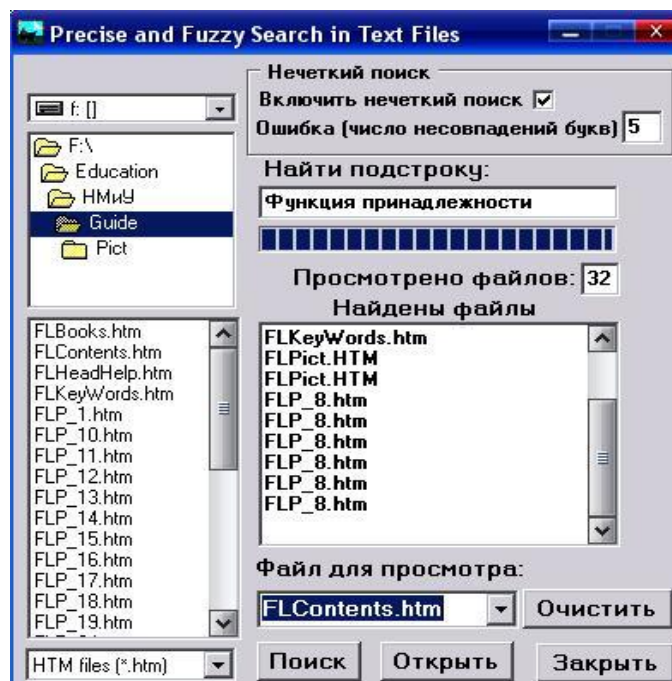 Precise and Fuzzy Search in Text Files
f: []
F:\
Education
НМиУ
Guide
Pict
FLBooks.htm
FLContents.htm
FLHeadHelp.htm
FLKeyWords.htm
FLP_1.htm
FLP_10.htm
FLP_11.htm
FLP_12.htm
FLP_13.htm
FLP_14.htm
FLP_15.htm
FLP_16.htm
FLP_17.htm
FLP_18.htm
FLP_19.htm
HTM files (*.htm)
Нечеткий поиск
Включить нечеткий поиск
Ошибка (число несовпадений букв) 5
Найти подстроку:
Функция принадлежности
Просмотрено файлов: 32
Найдены файлы
FLKeyWords.htm
FLPict.HTM
FLPict.HTM
FLP_8.htm
FLP_8.htm
FLP_8.htm
FLP_8.htm
FLP_8.htm
FLP_8.htm
Файл для просмотра:
FLContents.htm
Очистить
Поиск
Открыть
Закрыть